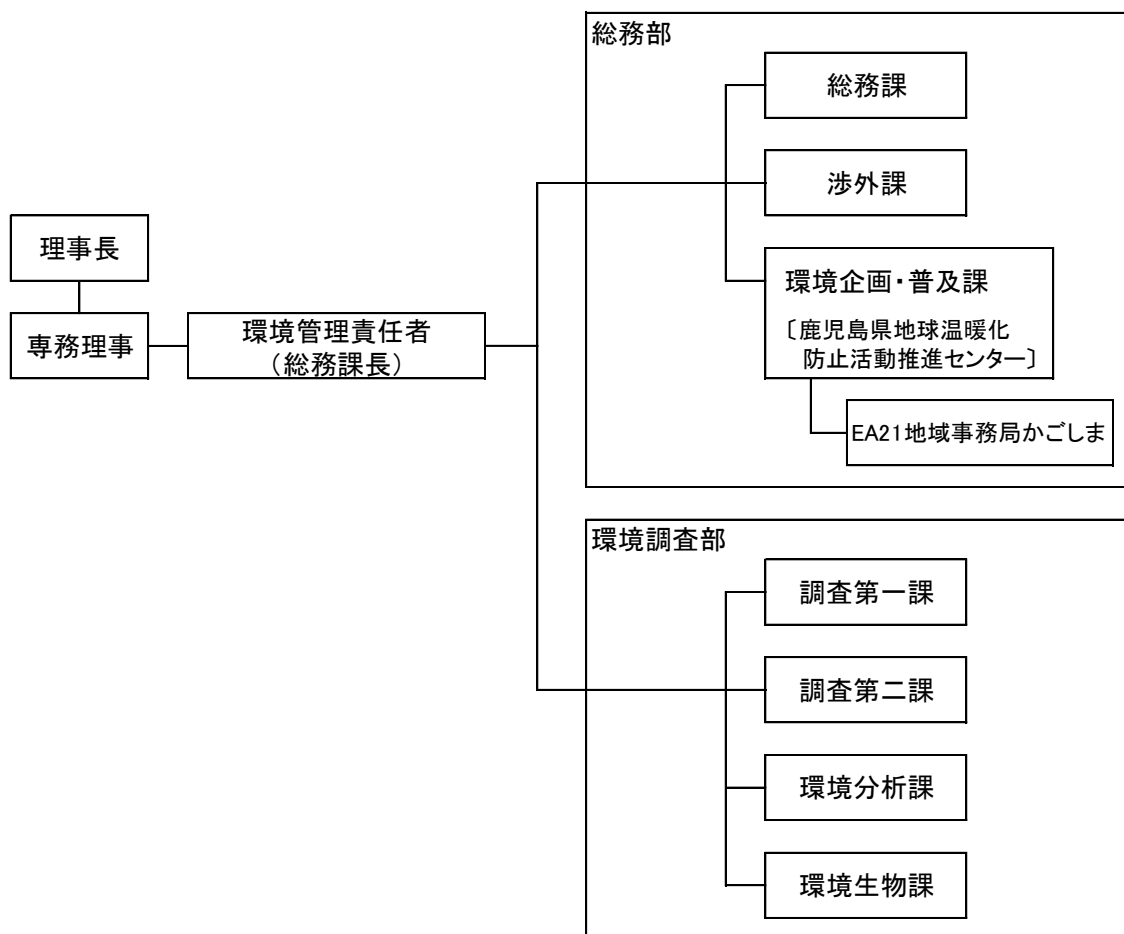 理事長
専務理事
環境管理責任者
（総務課長）
総務部
総務課
渉外課
環境企画・普及課
〔鹿児島県地球温暖化
防止活動推進センター〕
EA21地域事務局かごしま
環境調査部
調査第一課
調査第二課
環境分析課
環境生物課